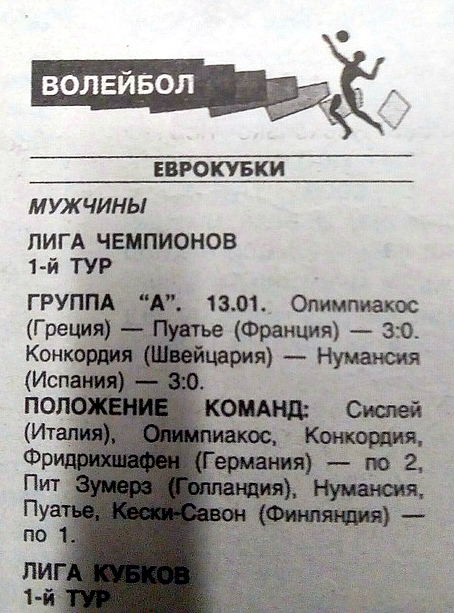 ВОЛЕЙБОЛ
ЕВРОКУБКИ
МУЖЧИНЫ
ЛИГА ЧЕМПИОНОВ
1-й ТУР
ГРУППА "А". 13.01. Олимпиакос
(Греция) — Пуатье (Франция) — 3:0.
Конкордия (Швейцария) — Нумансия
(Испания) — 3:0.
ПОЛОЖЕНИЕ КОМАНД: Сислей
(Италия), Олимпиакос, Конкордия,
Фридрихшафен (Германия) — по 2,
Пит Зумерз (Голландия), Нумансия,
Пуатье, Кески-Савон (Финляндия) —
по 1.
ЛИГА КУБКОВ
1-й ТУР